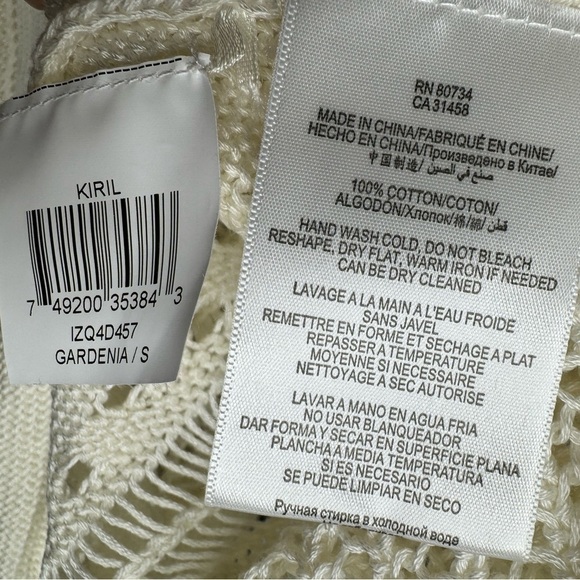 KIRIL
7 49200 35384 3
IZQ4D457
GARDENIA / S
RN 80734
CA 31458
MADE IN CHINA/FABRIQUÉ EN CHINE/
HECHO EN CHINA/Произведено в Китае/
中国制造/ صنع في الصين
100% COTTON/COTON/
ALGODON/Хлопок/棉/綿/ قطن
HAND WASH COLD, DO NOT BLEACH
RESHAPE, DRY FLAT, WARM IRON IF NEEDED
CAN BE DRY CLEANED
LAVAGE A LA MAIN A L'EAU FROIDE
SANS JAVEL
REMETTRE EN FORME ET SECHAGE A PLAT
REPASSER A TEMPERATURE
MOYENNE SI NECESSAIRE
NETTOYAGE A SEC AUTORISE
LAVAR A MANO EN AGUA FRIA
NO USAR BLANQUEADOR
DAR FORMA Y SECAR EN SUPERFICIE PLANA
PLANCHA A MEDIA TEMPERATURA
SI ES NECESARIO
SE PUEDE LIMPIAR EN SECO
Ручная стирка в холодной воде